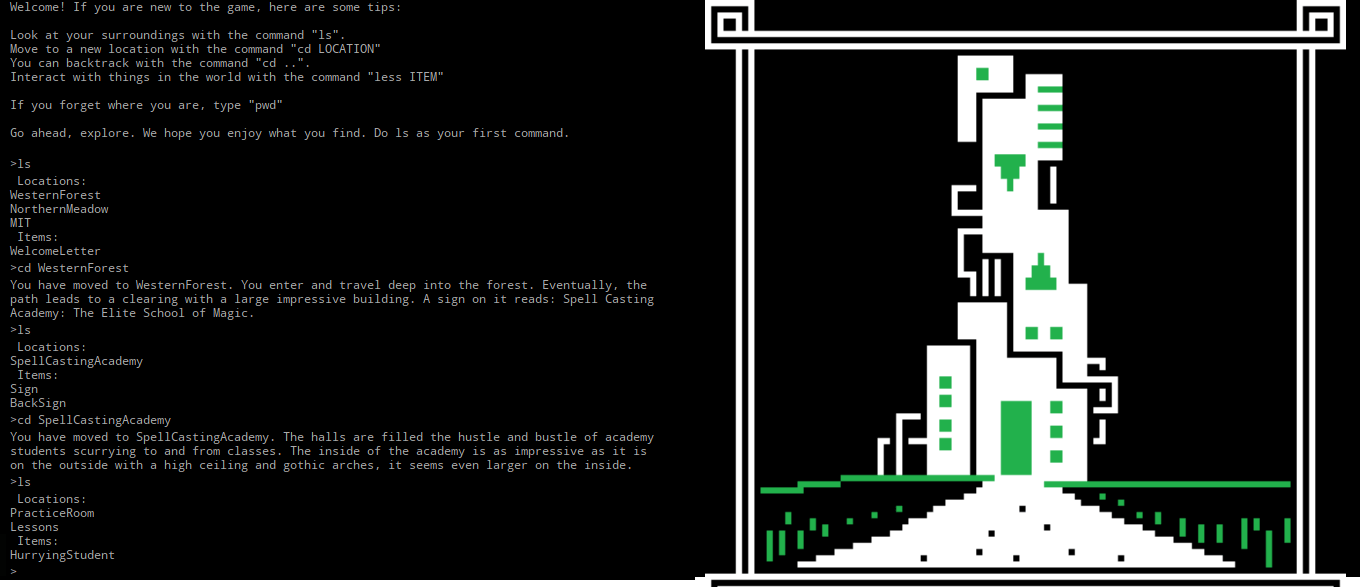 Welcome! If you are new to the game, here are some tips:
Look at your surroundings with the command "ls".
Move to a new location with the command "cd LOCATION"
You can backtrack with the command "cd ..".
Interact with things in the world with the command "less ITEM"
If you forget where you are, type "pwd"
Go ahead, explore. We hope you enjoy what you find. Do ls as your first command.
>ls
Locations:
WesternForest
NorthernMeadow
MIT
Items:
WelcomeLetter
>cd WesternForest
You have moved to WesternForest. You enter and travel deep into the forest. Eventually, the
path leads to a clearing with a large impressive building. A sign on it reads: Spell Casting
Academy: The Elite School of Magic.
>ls
Locations:
SpellCastingAcademy
Items:
Sign
BackSign
>cd SpellCastingAcademy
You have moved to SpellCastingAcademy. The halls are filled the hustle and bustle of academy
students scurrying to and from classes. The inside of the academy is as impressive as it is
on the outside with a high ceiling and gothic arches, it seems even larger on the inside.
>ls
Locations:
PracticeRoom
Lessons
Items:
HurryingStudent
>